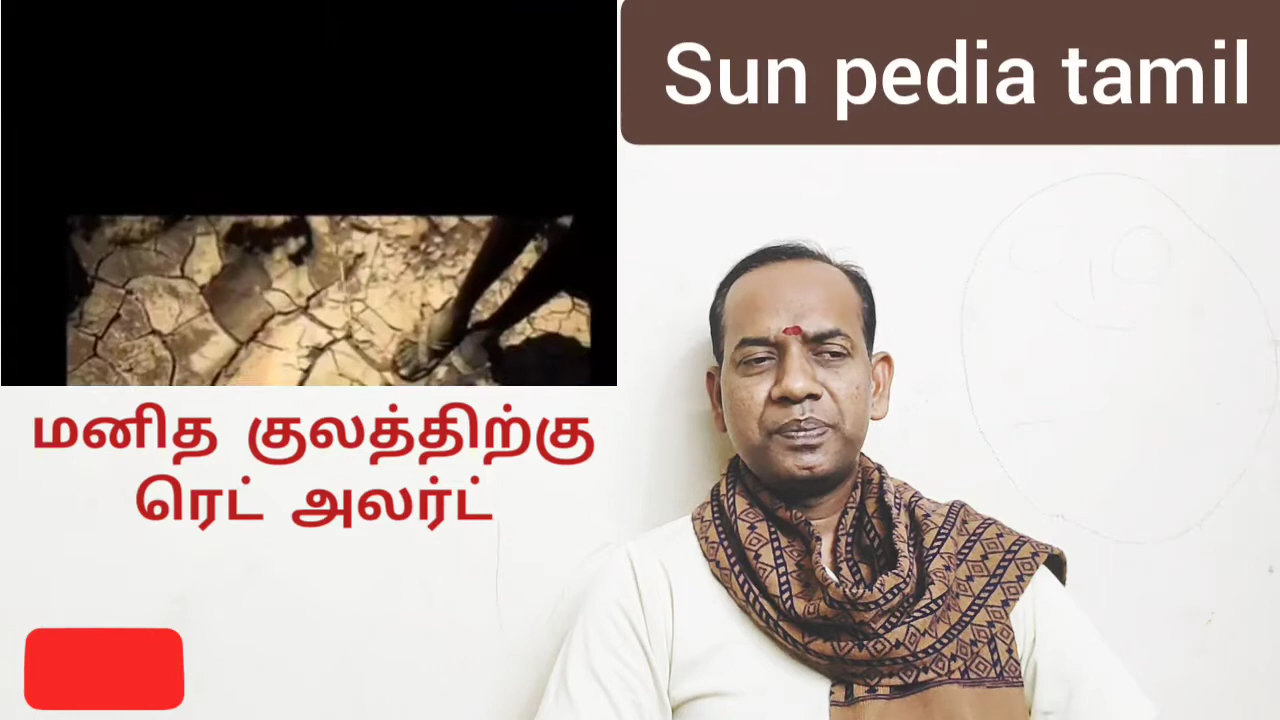 Sun pedia tamil
மனித குலத்திற்கு
ரெட் அலர்ட்